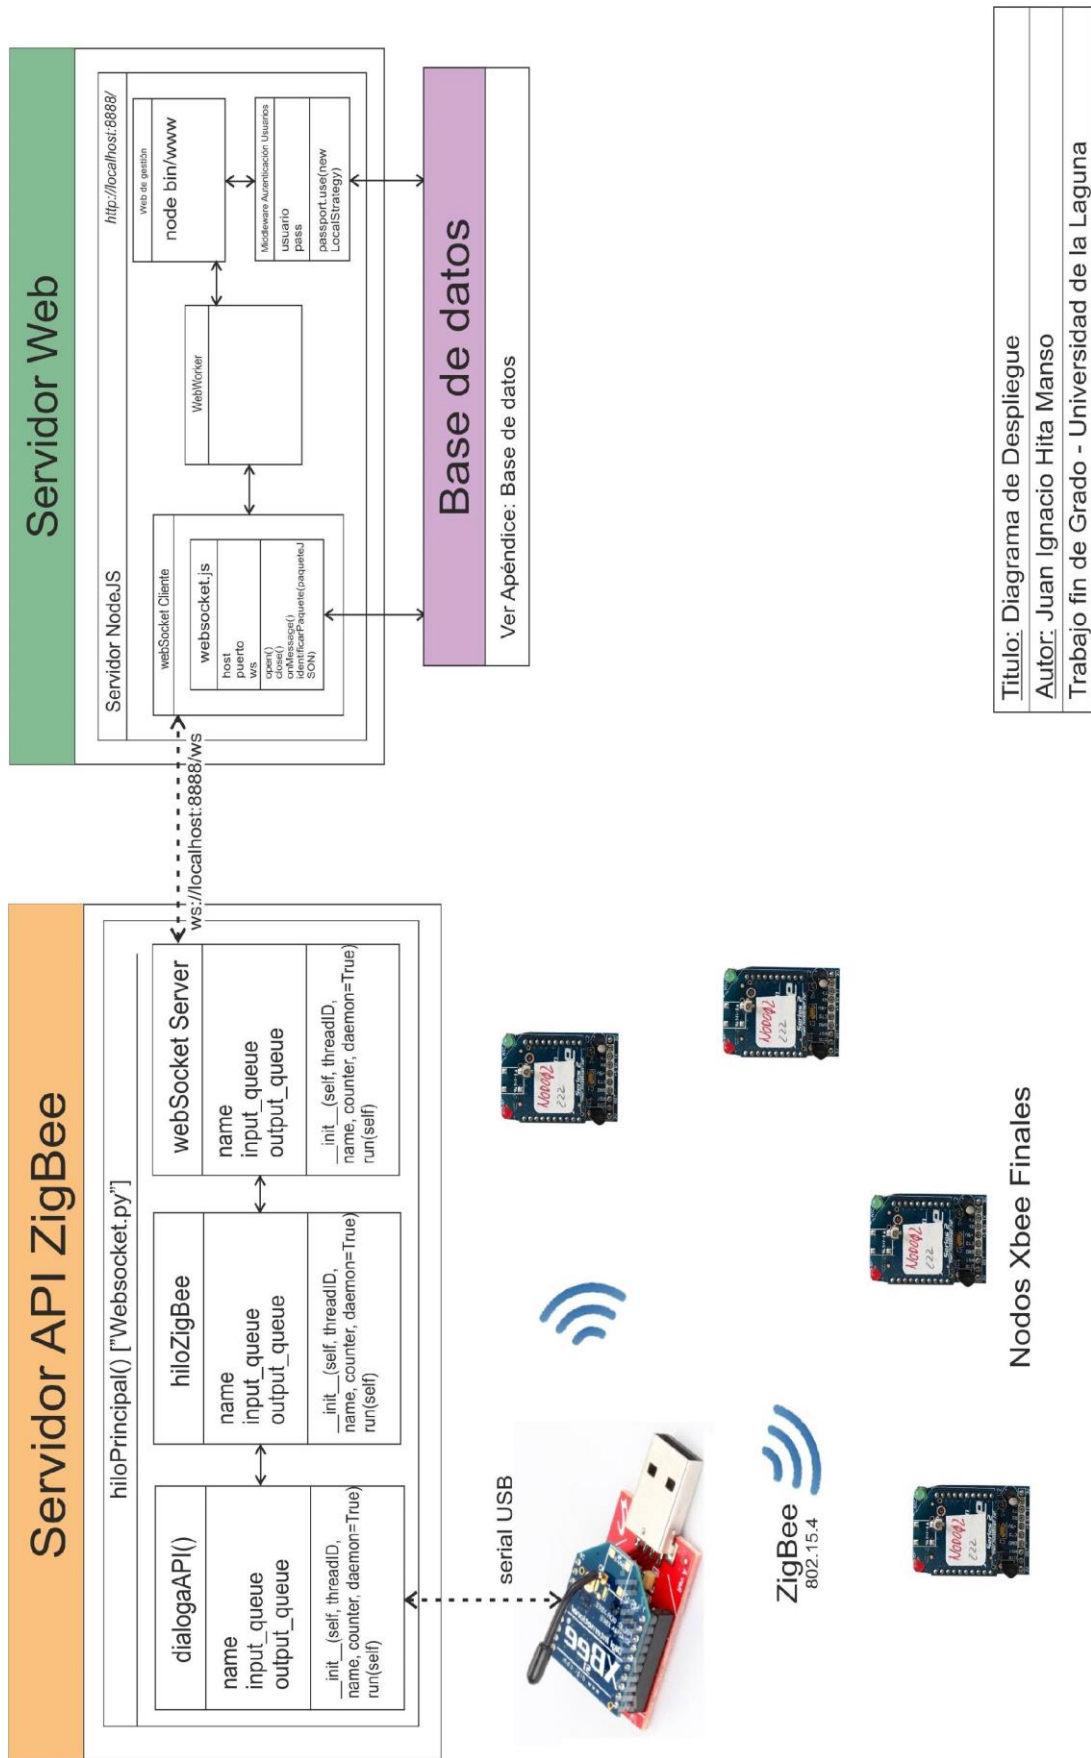 Servidor API ZigBee
hiloPrincipal() ["Websocket.py"]
dialogaAPI()
name
input_queue
output_queue
__init__(self, threadID,
name, counter, daemon=True)
run(self)
hiloZigBee
name
input_queue
output_queue
__init__(self, threadID,
name, counter, daemon=True)
run(self)
webSocket Server
name
input_queue
output_queue
__init__(self, threadID,
name, counter, daemon=True)
run(self)
ws://localhost:8888/ws
Servidor Web
Servidor NodeJS
http://localhost:8888/
webSocket Cliente
websocket.js
host
puerto
ws
open()
close()
onMessage()
identificarPaquete(paqueteJ
SON)
WebWorker
Web de gestión
node bin/www
Middleware Autenticación Usuarios
usuario
pass
passport.use(new
LocalStrategy)
Base de datos
Ver Apéndice: Base de datos
serial USB
XBee
ZigBee
802.15.4
Nodos Xbee Finales
Titulo: Diagrama de Despliegue
Autor: Juan Ignacio Hita Manso
Trabajo fin de Grado - Universidad de la Laguna